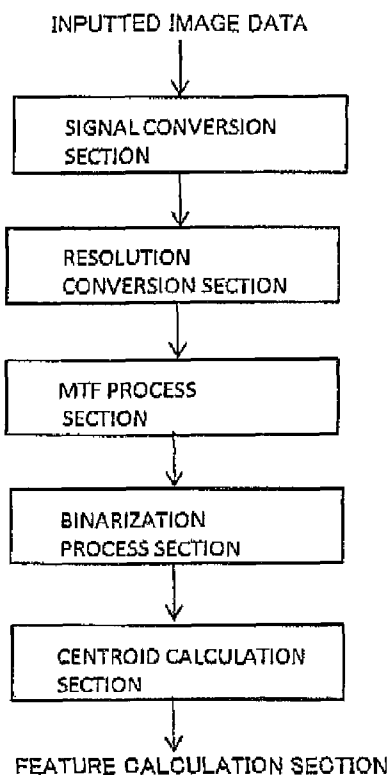 INPUTTED IMAGE DATA
SIGNAL CONVERSION
SECTION
RESOLUTION
CONVERSION SECTION
MTF PROCESS
SECTION
BINARIZATION
PROCESS SECTION
CENTROID CALCULATION
SECTION
FEATURE CALCULATION SECTION